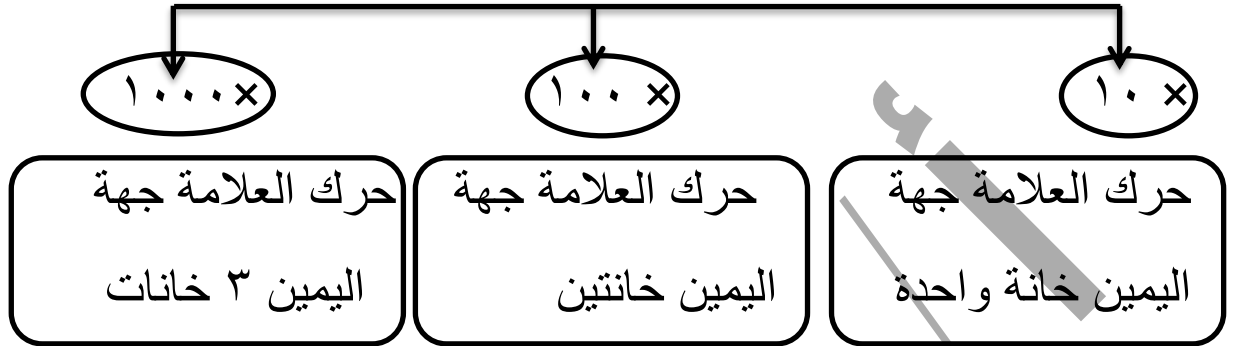 × ١٠
× ١٠٠
×١٠٠٠
حرك العلامة جهة
اليمين خانة واحدة
حرك العلامة جهة
اليمين خانتين
حرك العلامة جهة
اليمين ٣ خانات